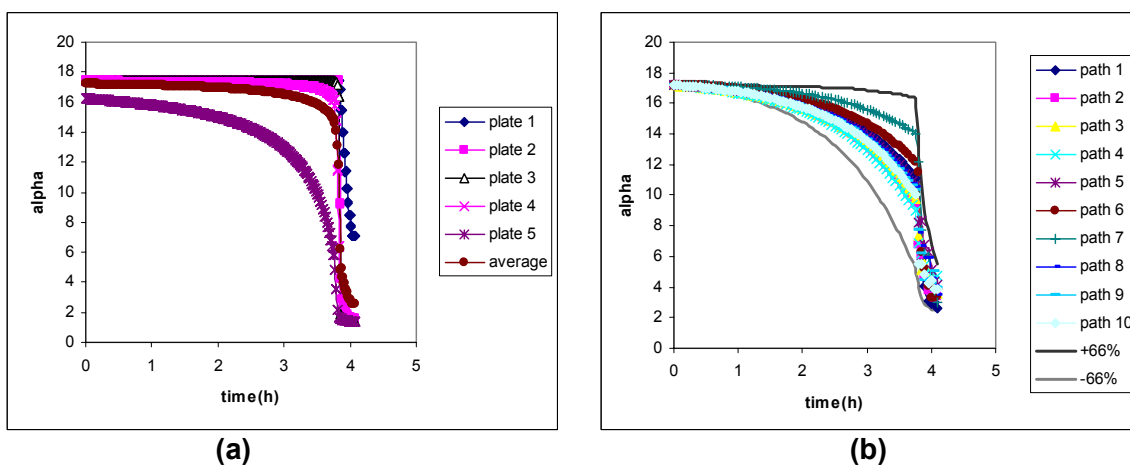 20
18
16
14
12
10
8
6
4
2
0
alpha
0 1 2 3 4 5
time(h)
plate 1
plate 2
plate 3
plate 4
plate 5
average
(a)
20
18
16
14
12
10
8
6
4
2
0
alpha
0 1 2 3 4 5
time(h)
path 1
path 2
path 3
path 4
path 5
path 6
path 7
path 8
path 9
path 10
+66%
-66%
(b)